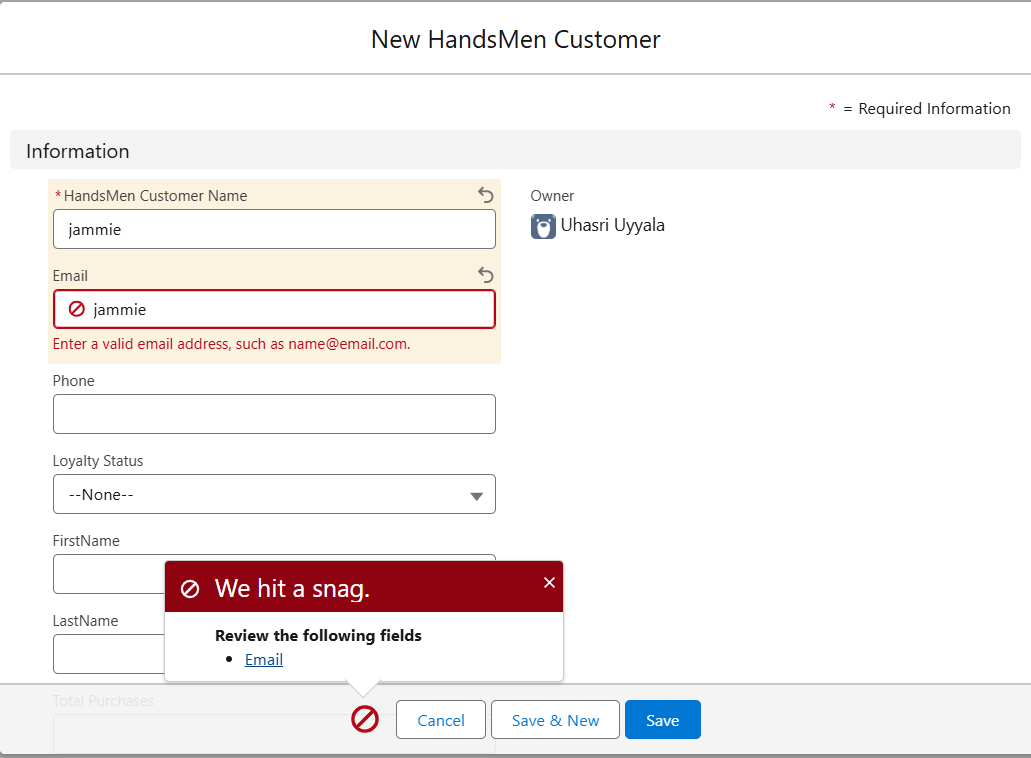 New HandsMen Customer
* = Required Information
Information
*HandsMen Customer Name
jammie
Owner
Uhasri Uyyala
Email
jammie
Enter a valid email address, such as name@email.com.
Phone
Loyalty Status
--None--
FirstName
We hit a snag.
LastName
Review the following fields
• Email
Total Purchases
Cancel
Save & New
Save